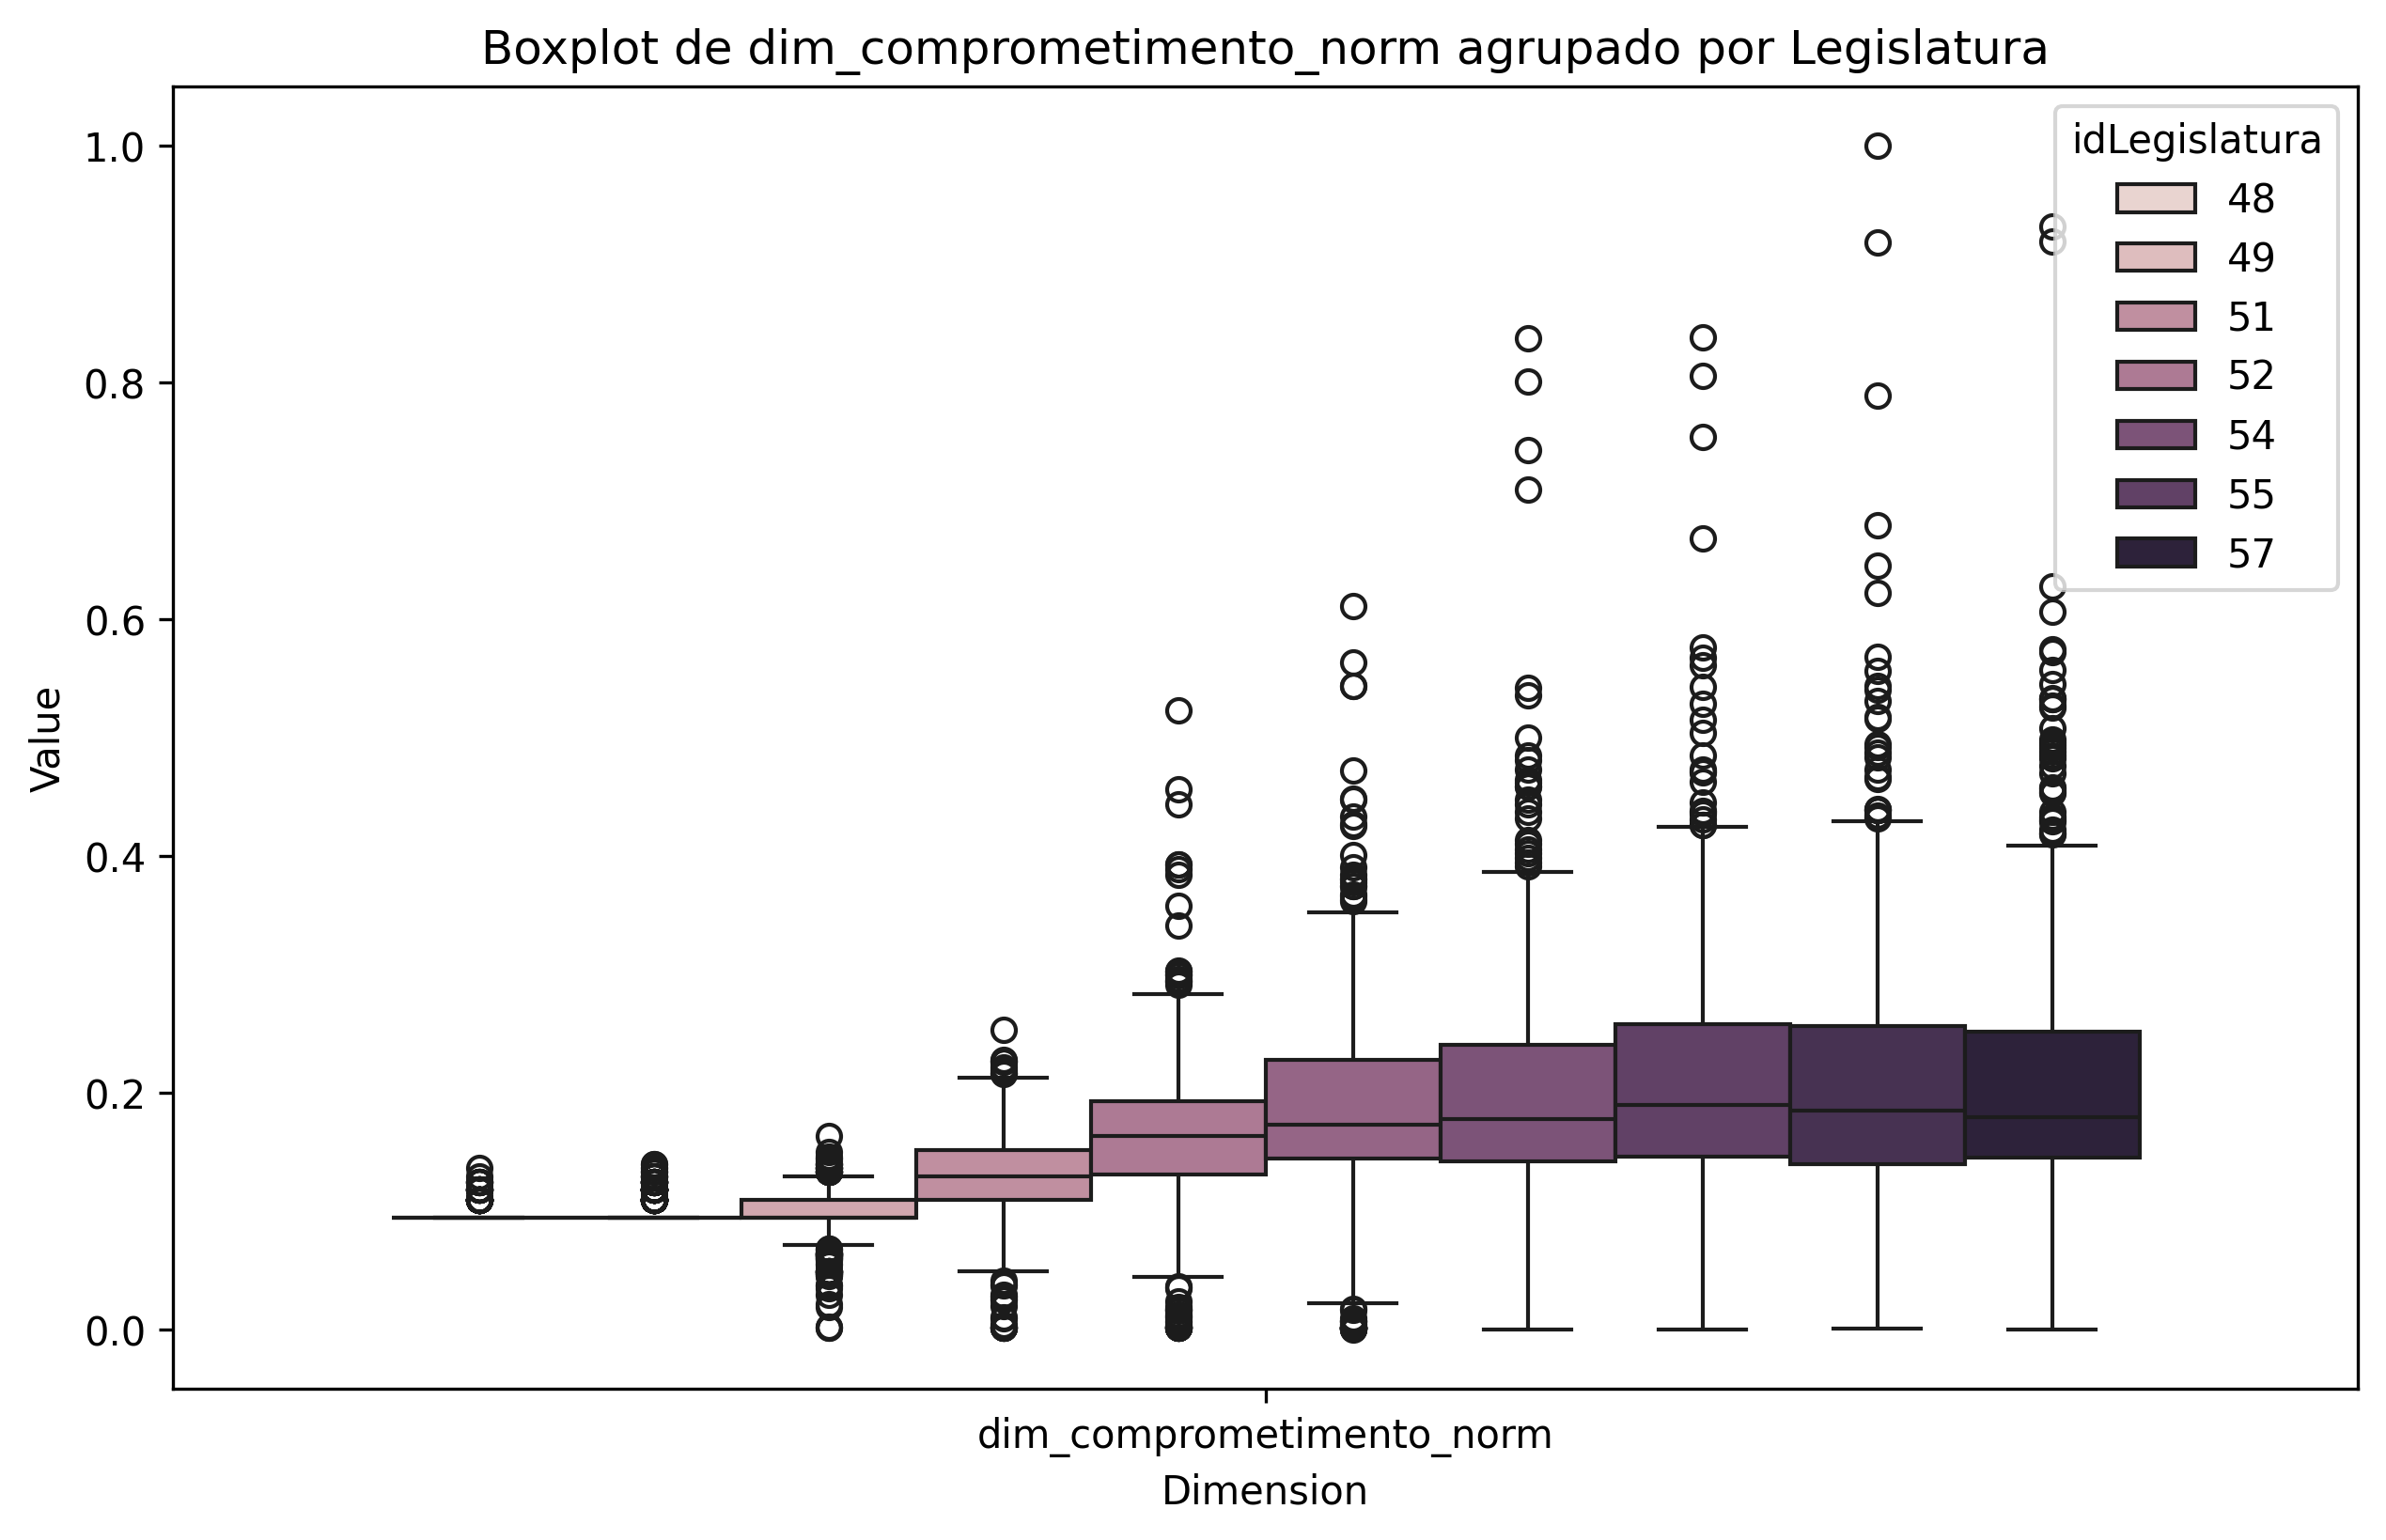 Boxplot de dim_comprometimento_norm agrupado por Legislatura
idLegislatura
48
49
51
52
54
55
57
1.0
0.8
0.6
0.4
0.2
0.0
Value
dim_comprometimento_norm
Dimension